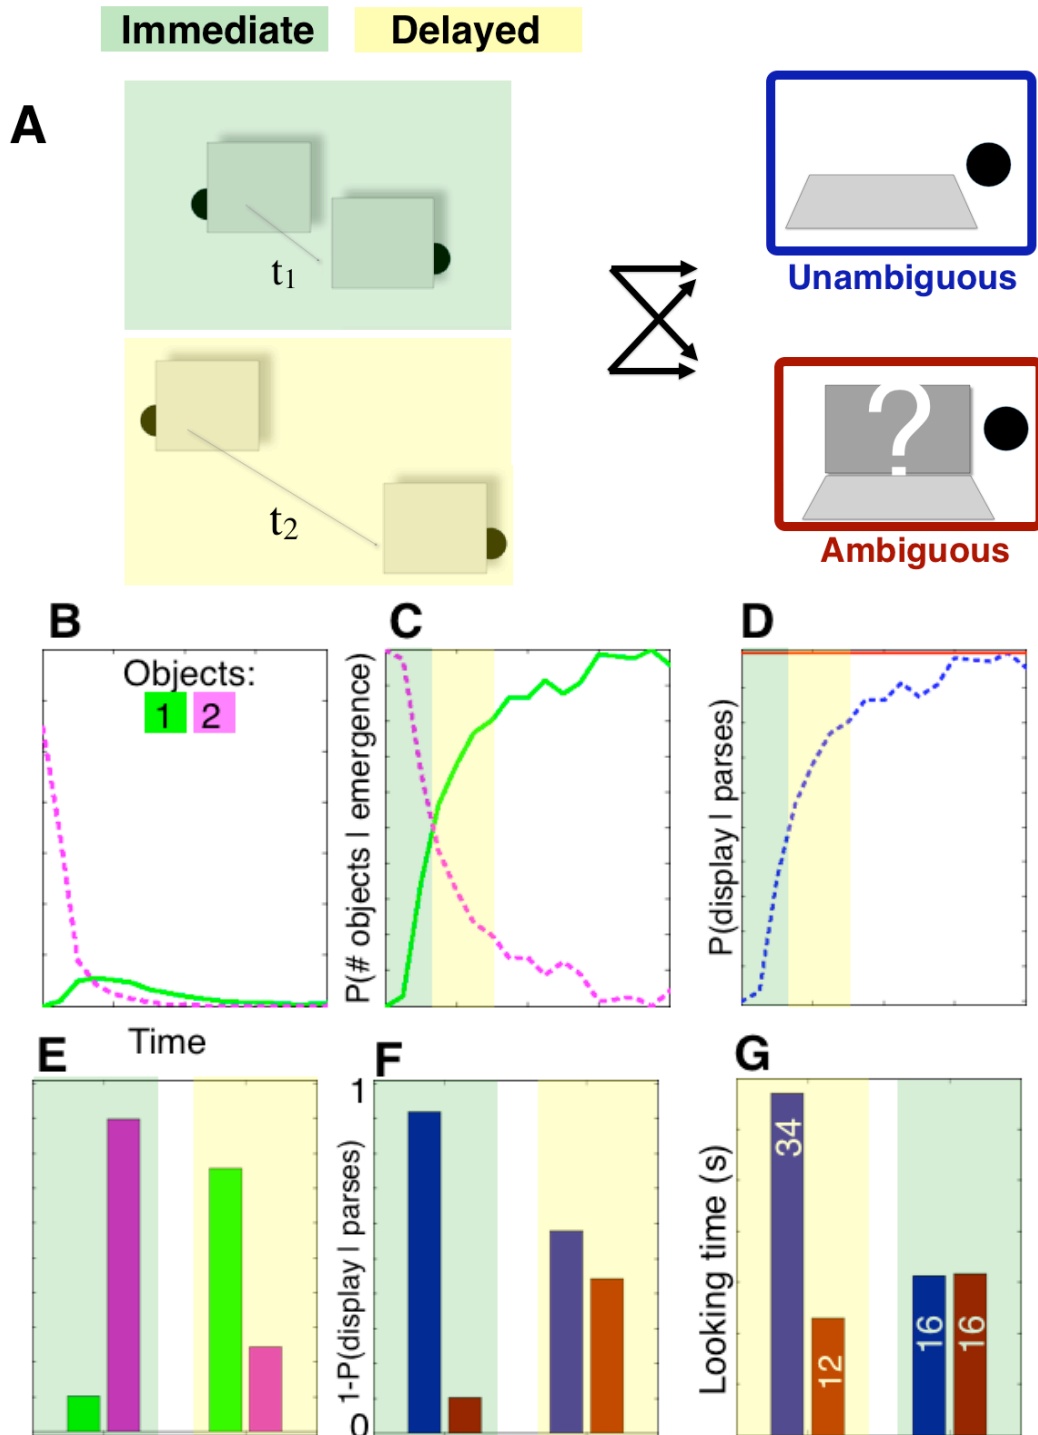 Immediate Delayed
A
t1
t2
Unambiguous
?
Ambiguous
B
Objects:
1 2
Time
C
P(# objects | emergence)
D
P(display | parses)
E
F
1-P(display | parses)
1
0
G
Looking time (s)
34
12
16
16